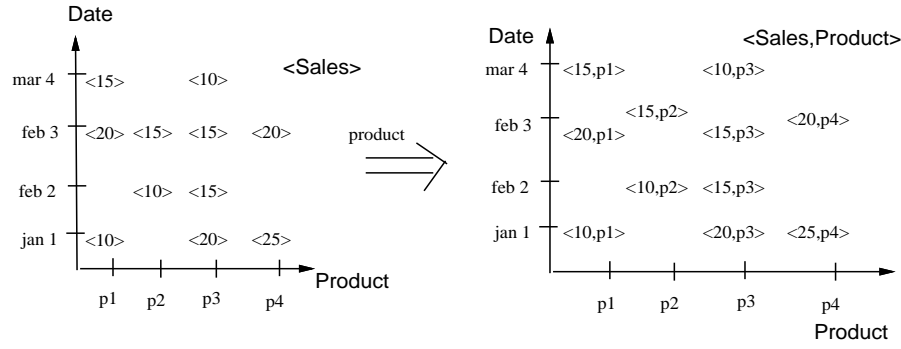 Date
<Sales>
mar 4 <15> <10>
feb 3 <20> <15> <15> <20>
feb 2 <10> <15>
jan 1 <10> <20> <25>
Product
p1 p2 p3 p4
product
Date
<Sales,Product>
mar 4 <15,p1> <10,p3>
<15,p2>
feb 3 <20,p4>
<20,p1> <15,p3>
feb 2 <10,p2> <15,p3>
jan 1 <10,p1> <20,p3> <25,p4>
p1 p2 p3 p4
Product